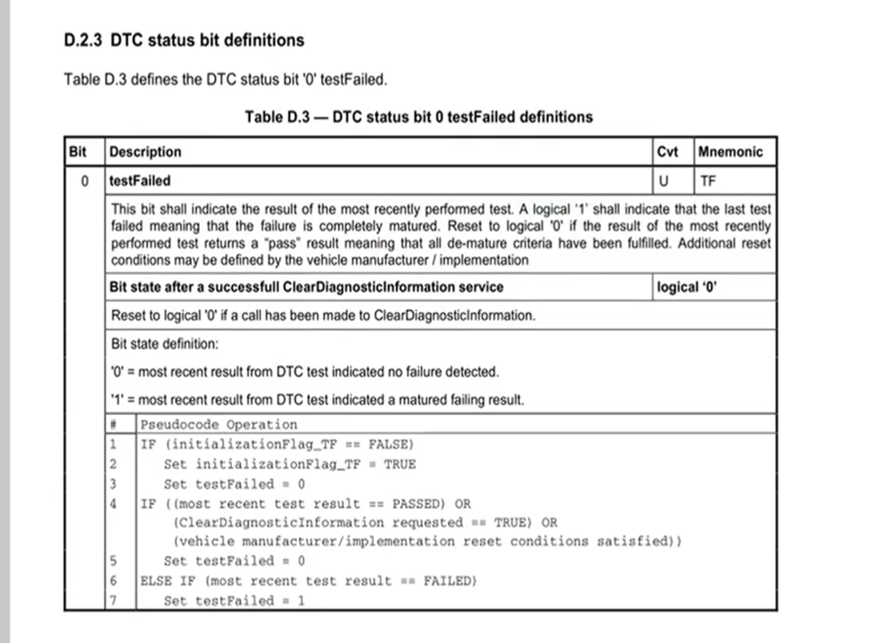 D.2.3 DTC status bit definitions
Table D.3 defines the DTC status bit '0' testFailed.
Table D.3 — DTC status bit 0 testFailed definitions
Bit Description Cvt Mnemonic
0 testFailed U TF
This bit shall indicate the result of the most recently performed test. A logical '1' shall indicate that the last test
failed meaning that the failure is completely matured. Reset to logical '0' if the result of the most recently
performed test returns a "pass" result meaning that all de-mature criteria have been fulfilled. Additional reset
conditions may be defined by the vehicle manufacturer / implementation
Bit state after a successfull ClearDiagnosticInformation service logical '0'
Reset to logical '0' if a call has been made to ClearDiagnosticInformation.
Bit state definition:
'0' = most recent result from DTC test indicated no failure detected.
'1' = most recent result from DTC test indicated a matured failing result.
# Pseudocode Operation
1 IF (initializationFlag_TF == FALSE)
2 Set initializationFlag_TF = TRUE
3 Set testFailed = 0
4 IF ((most recent test result == PASSED) OR
(ClearDiagnosticInformation requested == TRUE) OR
(vehicle manufacturer/implementation reset conditions satisfied))
5 Set testFailed = 0
6 ELSE IF (most recent test result == FAILED)
7 Set testFailed = 1